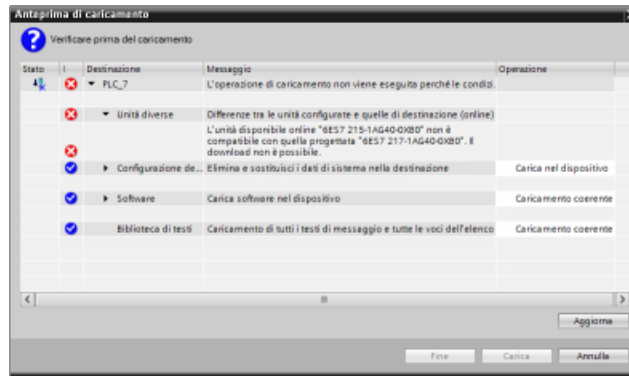 Anteprima di caricamento
Verificare prima del caricamento
Stato ! Destinazione Messaggio Operazione
PLC_7 L'operazione di caricamento non viene eseguita perché le condizi.
Unità diverse Differenze tra le unità configurate e quelle di destinazione (online)
L'unità disponibile online "6ES7 215-1AG40-0XB0" non è
compatibile con quella progettata "6ES7 217-1AG40-0XB0". Il
download non è possibile.
Configurazione de... Elimina e sostituisci i dati di sistema nella destinazione Carica nel dispositivo
Software Carica software nel dispositivo Caricamento coerente
Biblioteca di testi Caricamento di tutti i testi di messaggio e tutte le voci dell'elenco Caricamento coerente
Aggiorna
Fine Carica Annulla